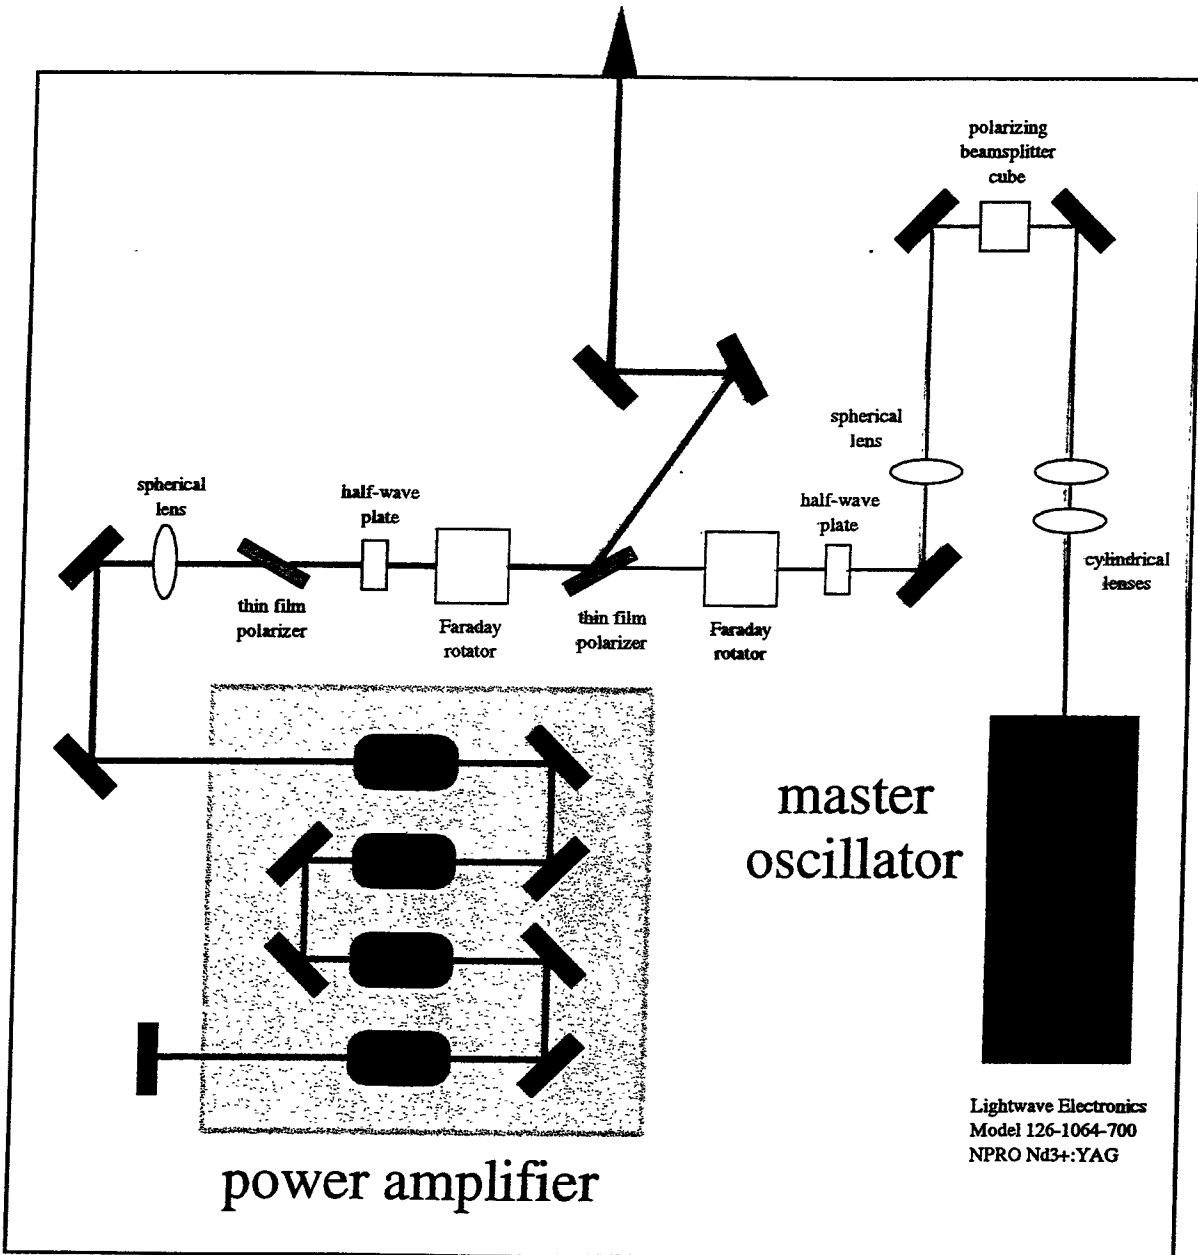 polarizing
beamsplitter
cube
spherical
lens
spherical
lens
half-wave
plate
half-wave
plate
cylindrical
lenses
thin film
polarizer
Faraday
rotator
thin film
polarizer
Faraday
rotator
master
oscillator
Lightwave Electronics
Model 126-1064-700
NPRO Nd3+:YAG
power amplifier